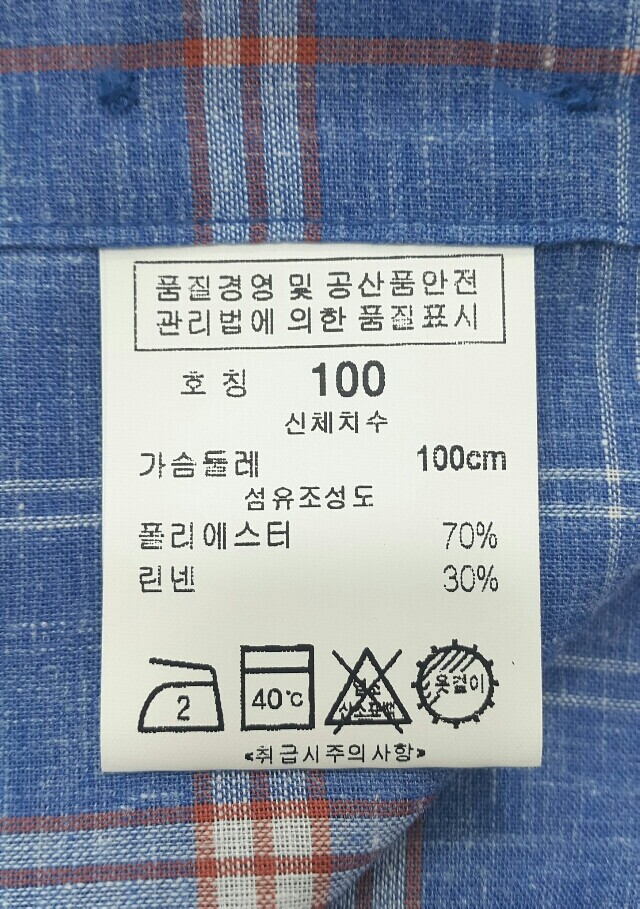 품질경영 및 공산품안전
관리법에 의한 품질표시
호칭 100
신체치수
가슴둘레 100cm
섬유조성도
폴리에스터 70%
린넨 30%
2 40℃ 염소 산소표백 옷걸이
<취급시주의사항>